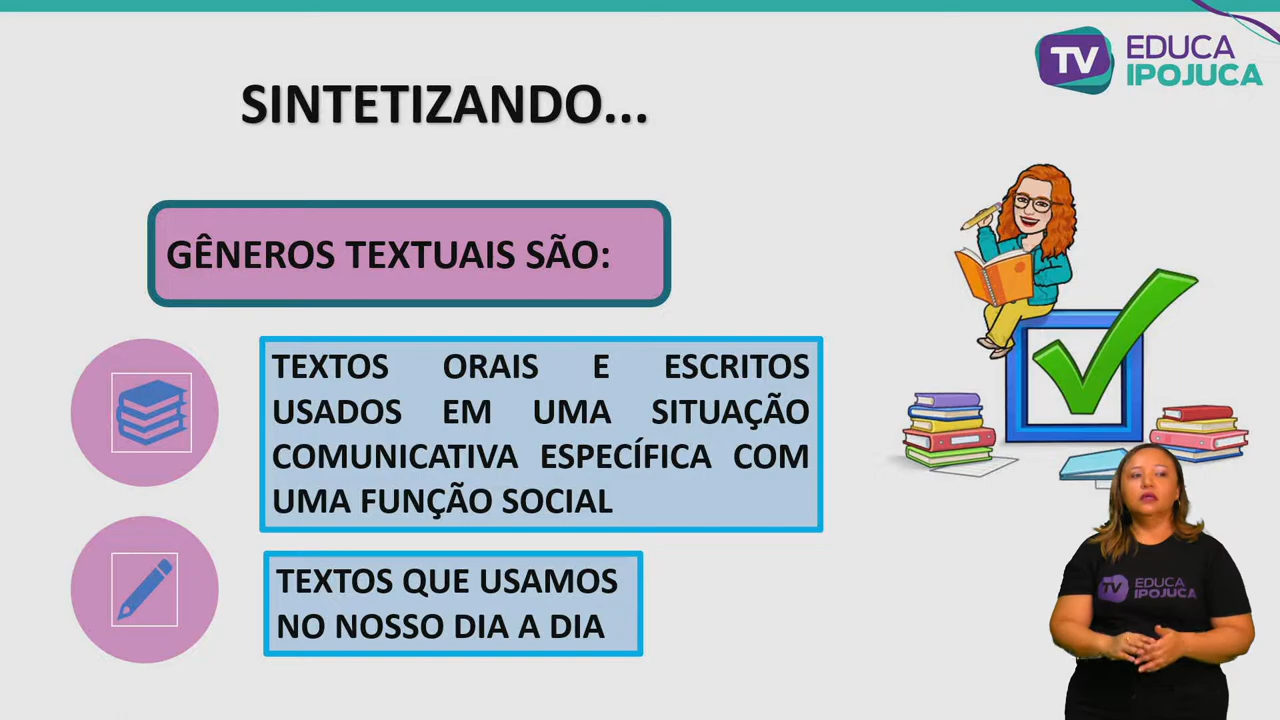 TV EDUCA
IPOJUCA
SINTETIZANDO...
GÊNEROS TEXTUAIS SÃO:
TEXTOS ORAIS E ESCRITOS
USADOS EM UMA SITUAÇÃO
COMUNICATIVA ESPECÍFICA COM
UMA FUNÇÃO SOCIAL
TEXTOS QUE USAMOS
NO NOSSO DIA A DIA
TV EDUCA
IPOJUCA